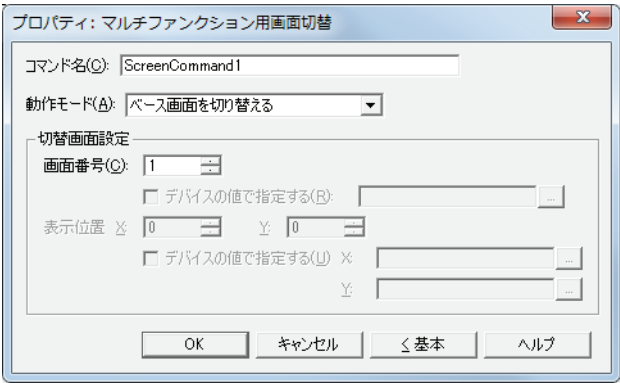 プロパティ：マルチファンクション用画面切替
コマンド名(C): ScreenCommand1
動作モード(A): ベース画面を切り替える
切替画面設定
画面番号(C): 1
デバイスの値で指定する(R): ...
表示位置 X: 0 Y: 0
デバイスの値で指定する(U) X: ...
Y: ...
OK キャンセル < 基本 ヘルプ